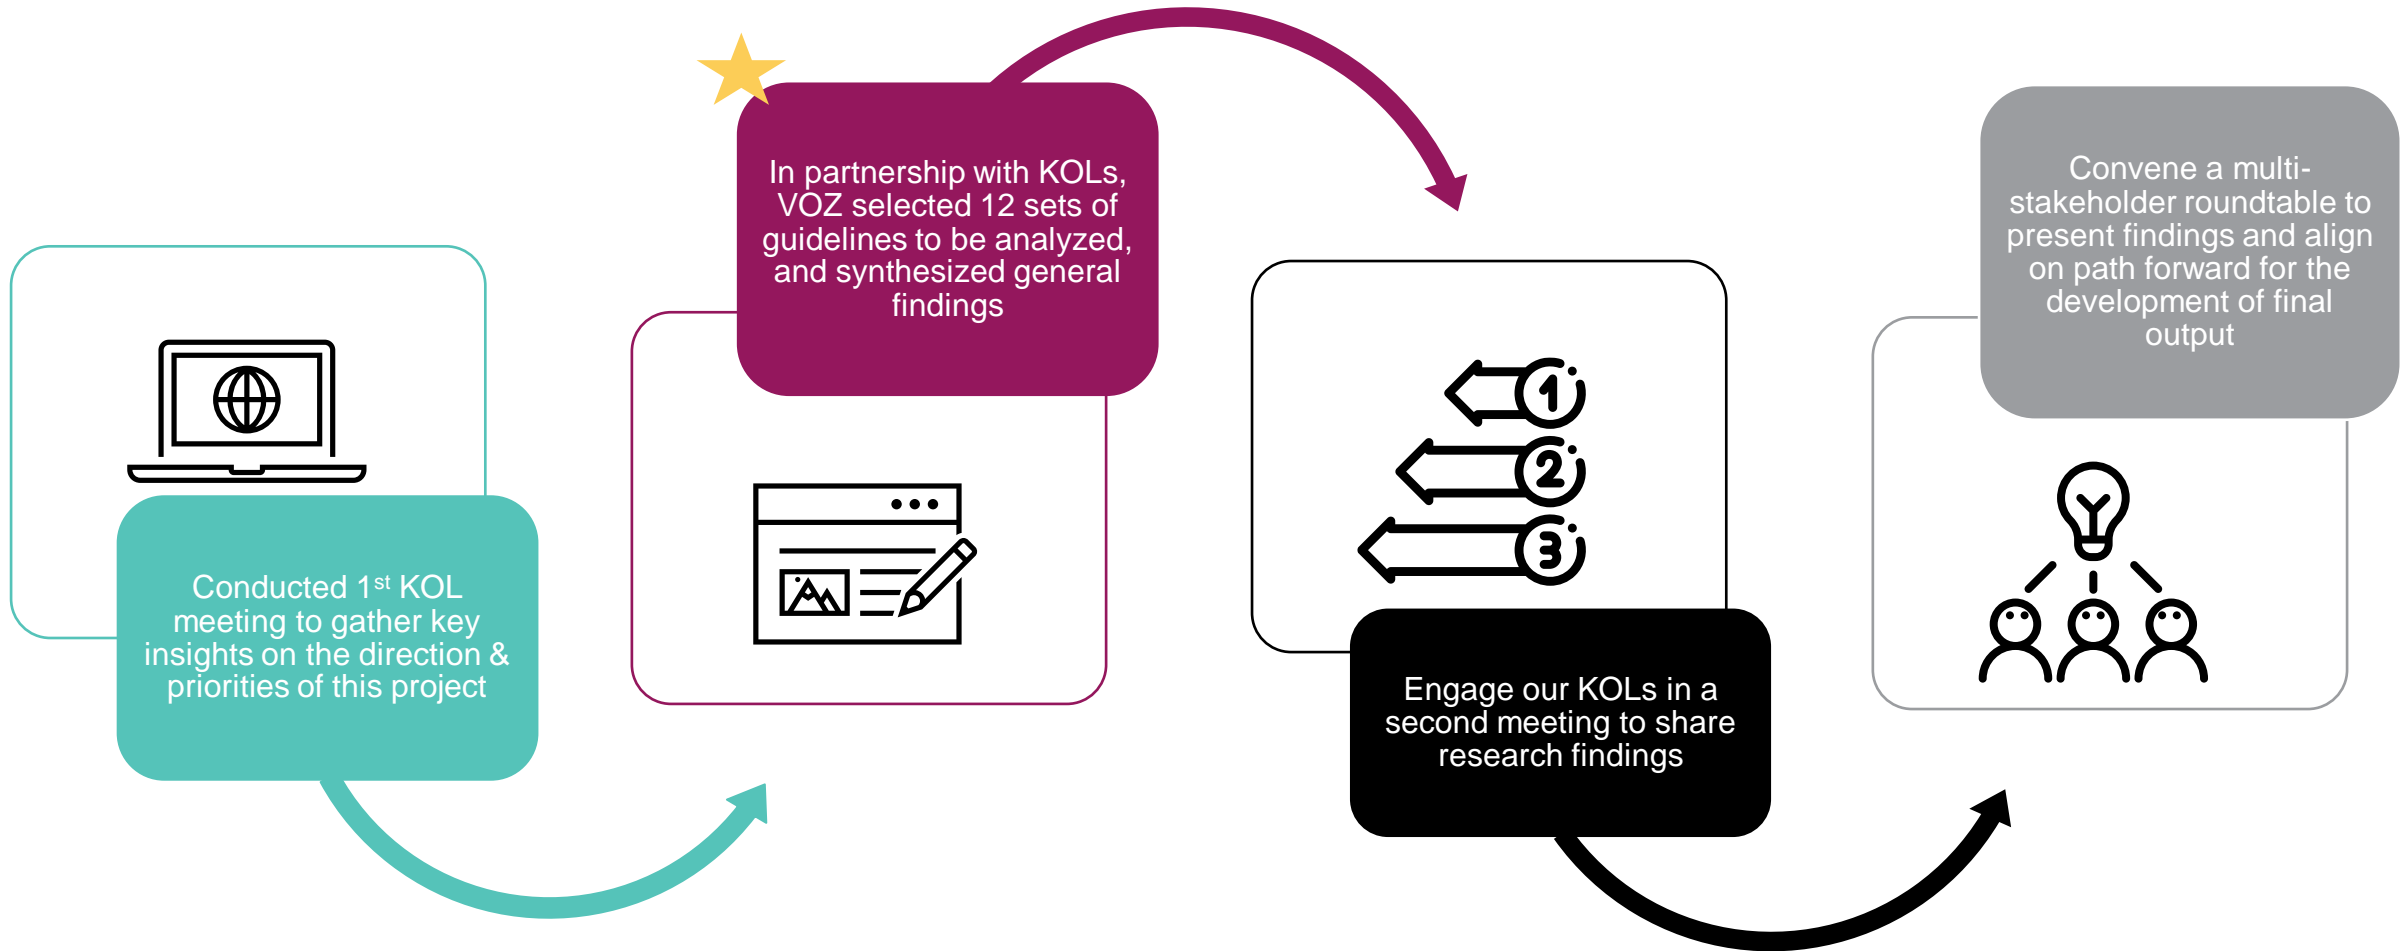 Conducted 1st KOL
meeting to gather key
insights on the direction &
priorities of this project
In partnership with KOLs,
VOZ selected 12 sets of
guidelines to be analyzed,
and synthesized general
findings
1
2
3
Engage our KOLs in a
second meeting to share
research findings
Convene a multi-
stakeholder roundtable to
present findings and align
on path forward for the
development of final
output